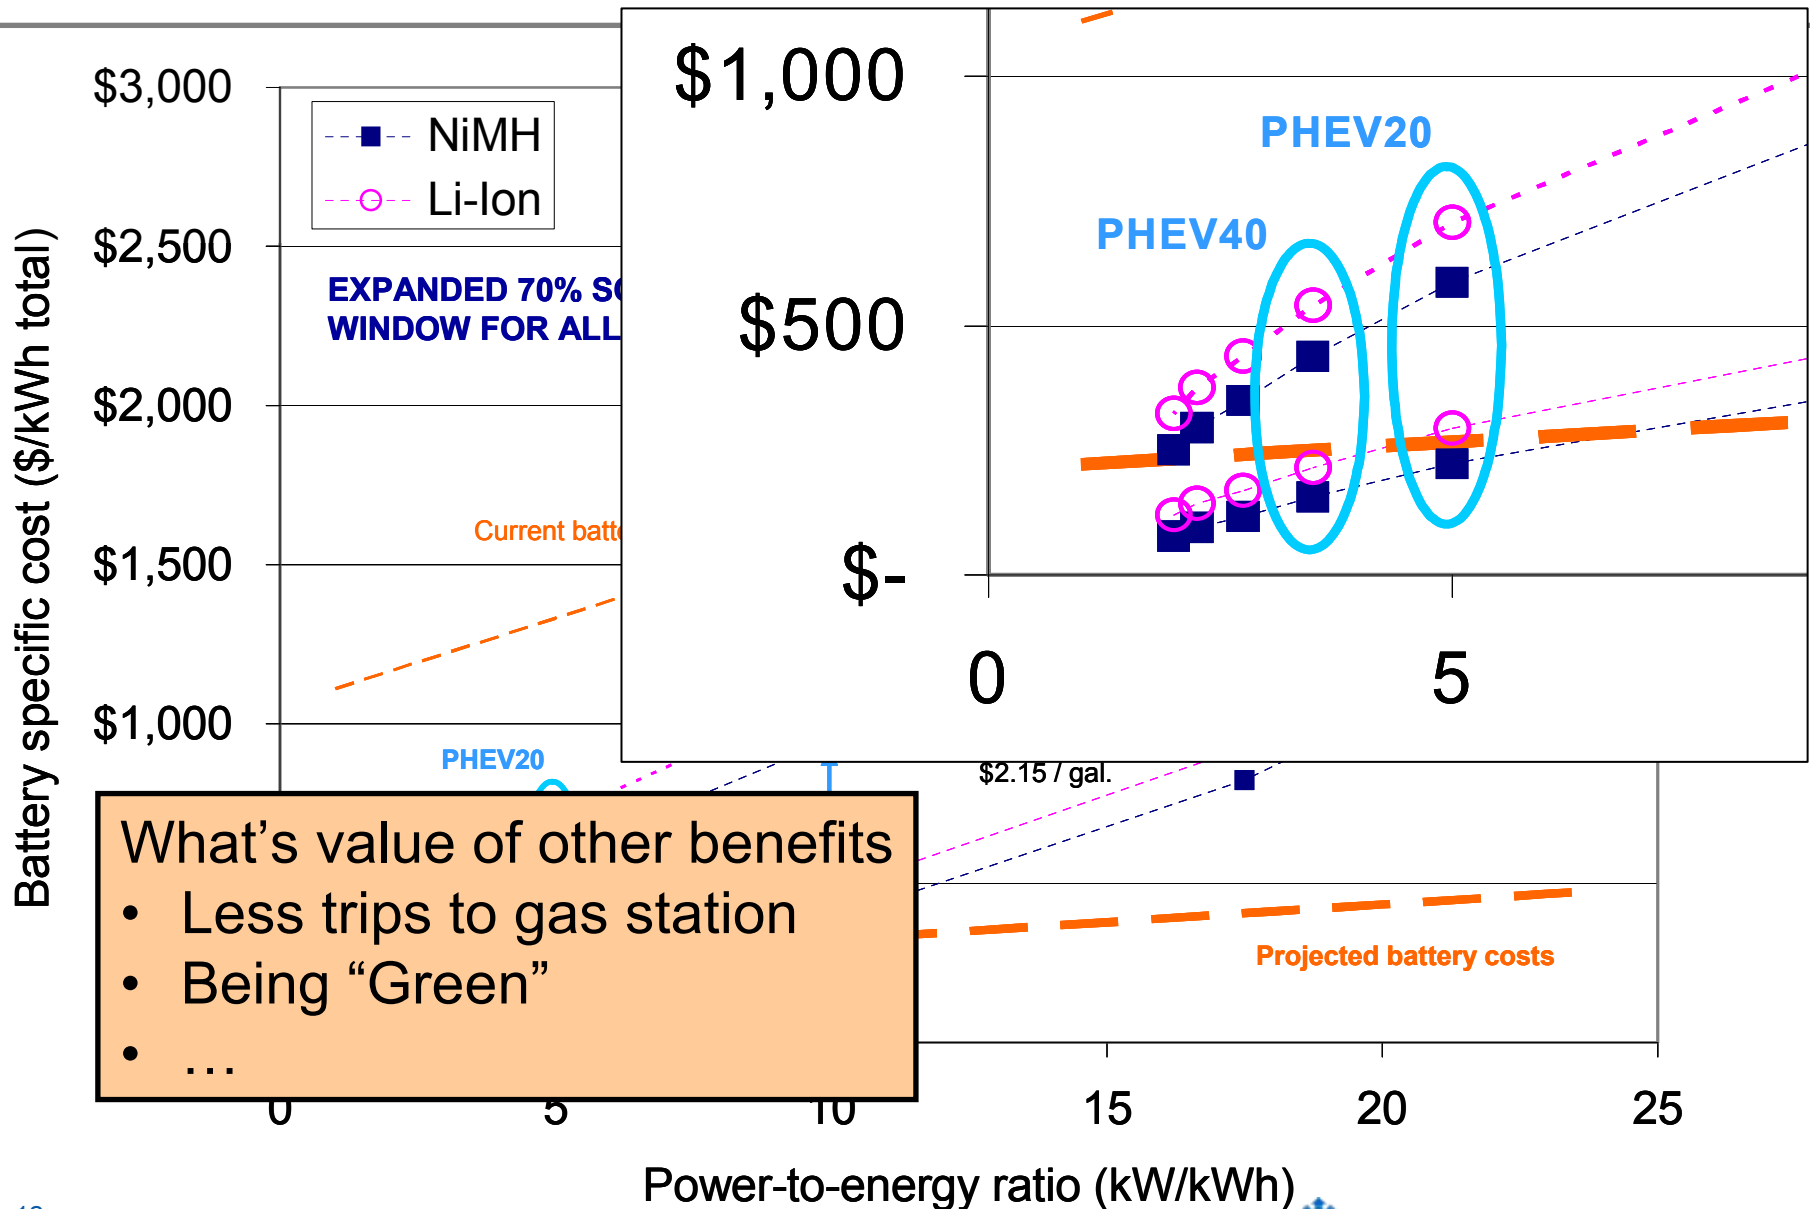 $3,000
$2,500
$2,000
$1,500
$1,000
Battery specific cost ($/kWh total)
NiMH
Li-Ion
EXPANDED 70%
WINDOW FOR ALL
Current
PHEV20
$1,000
$500
$-
PHEV20
PHEV40
0
5
$2.15 / gal.
What's value of other benefits
• Less trips to gas station
• Being “Green”
• …
Projected battery costs
0
5
10
15
20
25
Power-to-energy ratio (kW/kWh)